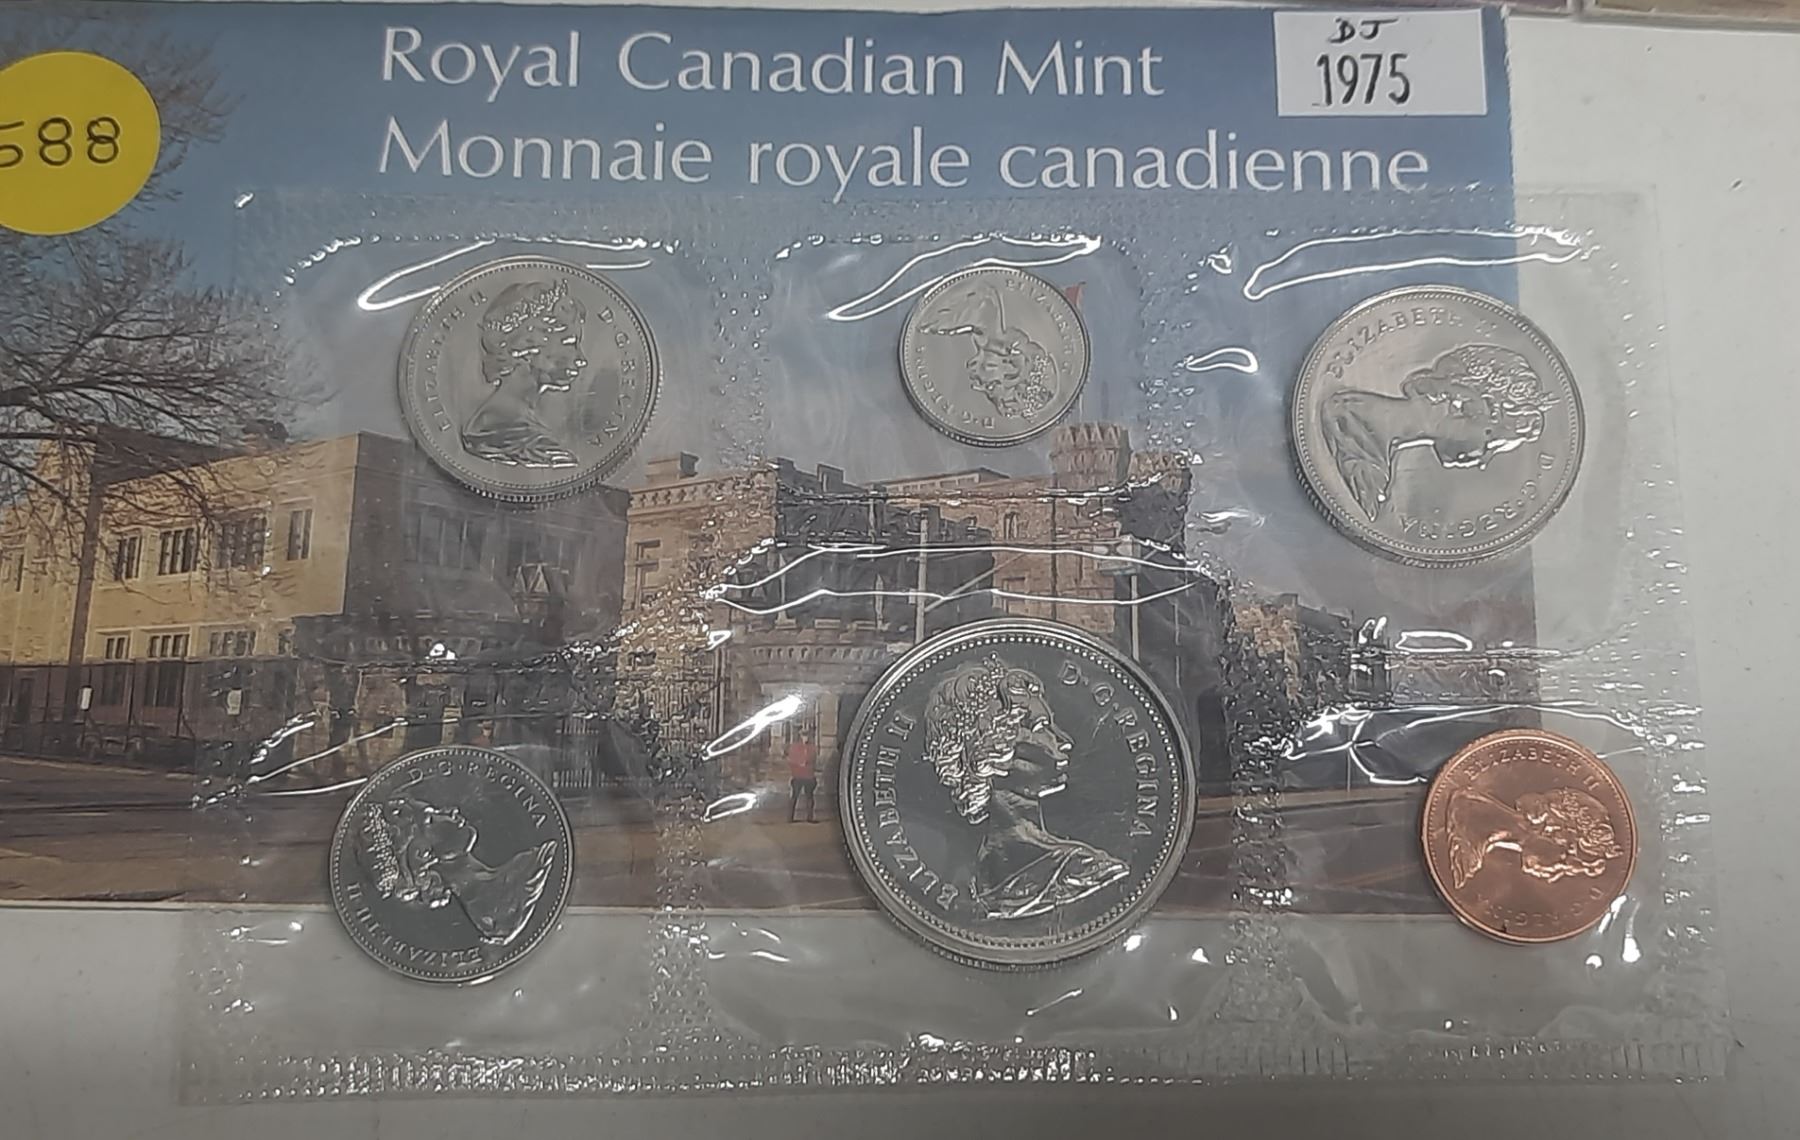 Royal Canadian Mint
Monnaie royale canadienne
DJ
1975
588
ELIZABETH II D·G·REGINA
ELIZABETH II D·G·REGINA
ELIZABETH II D·G·REGINA
ELIZABETH II D·G·REGINA
ELIZABETH II D·G·REGINA
ELIZABETH II D·G·REGINA